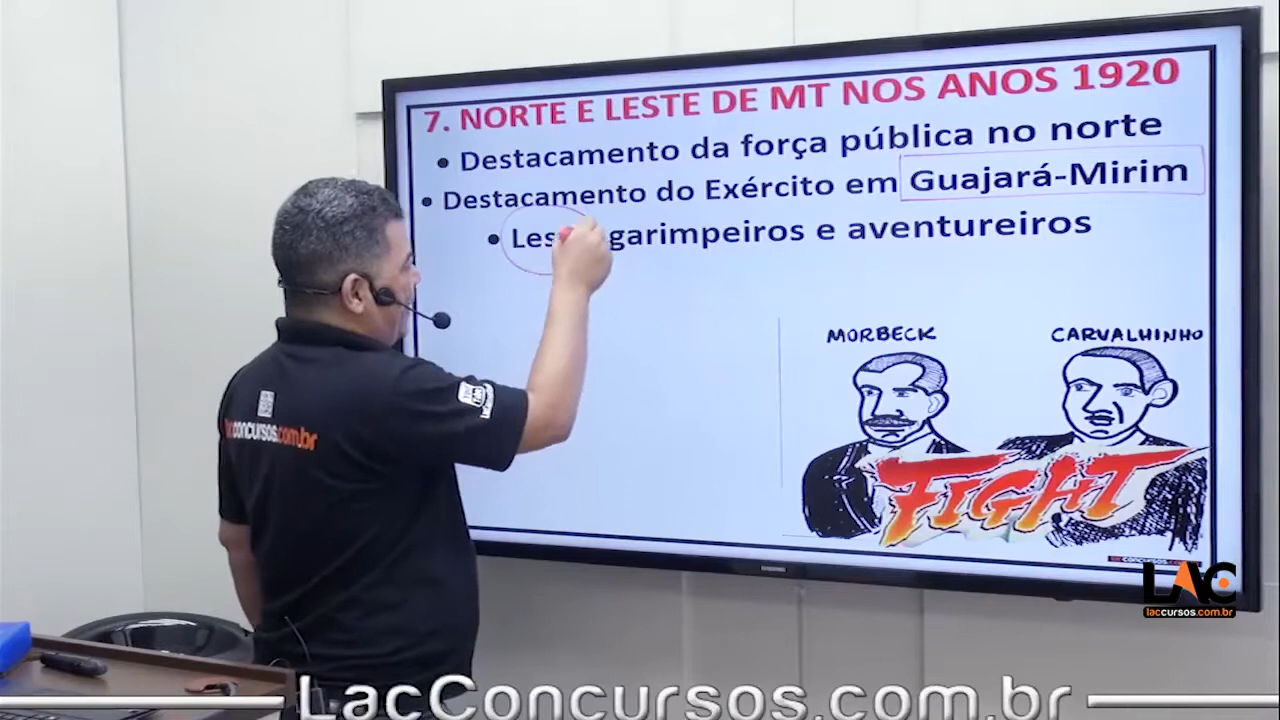 7. NORTE E LESTE DE MT NOS ANOS 1920
• Destacamento da força pública no norte
• Destacamento do Exército em Guajará-Mirim
• garimpeiros e aventureiros
MORBECK
CARVALHINHO
FIGHT
lacconcursos.com.br
LAC
laccursos.com.br
LacConcursos.com.br